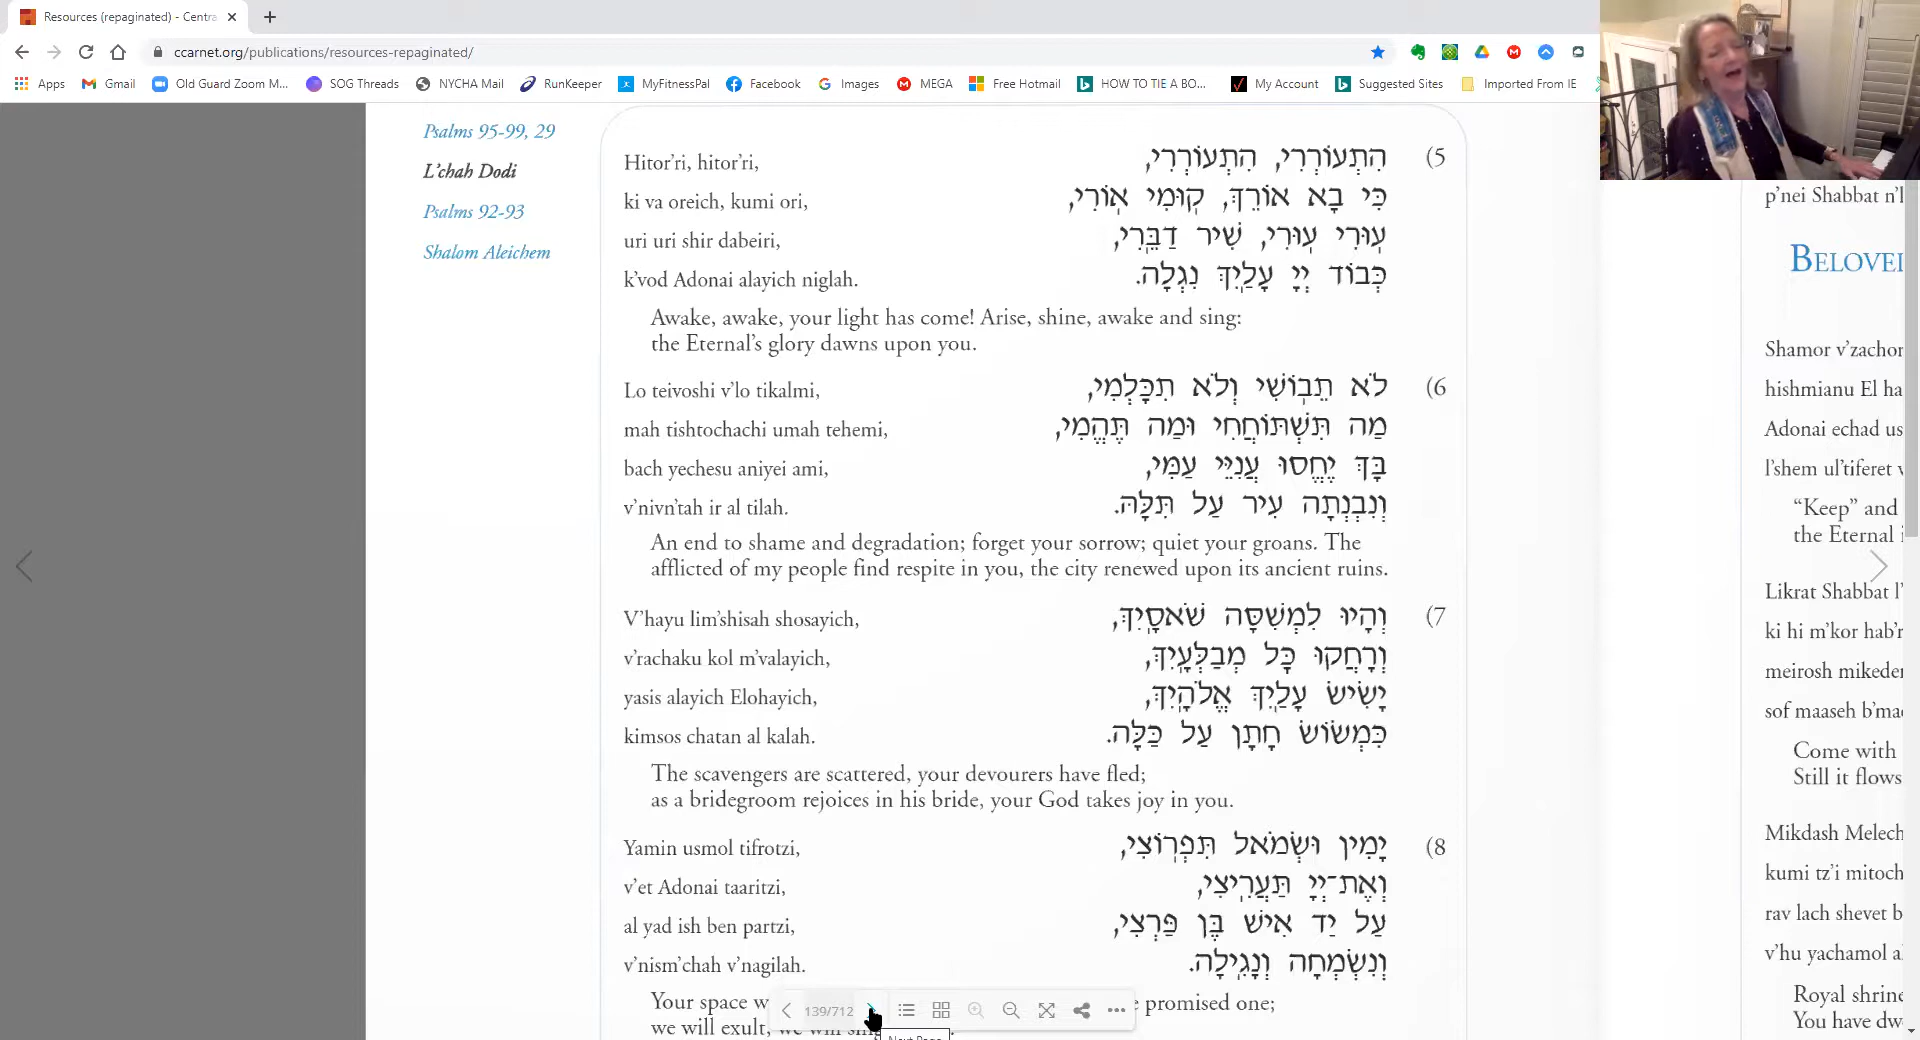 Resources (repaginated) - Centra
ccarnet.org/publications/resources-repaginated/
Apps Gmail Old Guard Zoom M... SOG Threads NYCHA Mail RunKeeper MyFitnessPal Facebook Images MEGA Free Hotmail HOW TO TIE A BO... My Account Suggested Sites Imported From IE
Psalms 95-99, 29
L'chah Dodi
Psalms 92-93
Shalom Aleichem
Hitor'ri, hitor'ri,
ki va oreich, kumi ori,
uri uri shir dabeiri,
k'vod Adonai alayich niglah.
5) הִתְעוֹרְרִי, הִתְעוֹרְרִי,
כִּי בָא אוֹרֵךְ, קוּמִי אֽוֹרִי,
עֽוּרִי עֽוּרִי, שִׁיר דַּבֵּֽרִי,
כְּבוֹד יְיָ עָלַֽיִךְ נִגְלָה.
Awake, awake, your light has come! Arise, shine, awake and sing:
the Eternal's glory dawns upon you.
Lo teivoshi v'lo tikalmi,
mah tishtochachi umah tehemi,
bach yechesu aniyei ami,
v'nivn'tah ir al tilah.
6) לֹא תֵבֽוֹשִׁי וְלֹא תִכָּלְמִי,
מַה תִּשְׁתּוֹחֲחִי וּמַה תֶּהֱמִי,
בָּךְ יֶחֱסוּ עֲנִיֵּי עַמִּי,
וְנִבְנְתָה עִיר עַל תִּלָּהּ.
An end to shame and degradation; forget your sorrow; quiet your groans. The
afflicted of my people find respite in you, the city renewed upon its ancient ruins.
V'hayu lim'shisah shosayich,
v'rachaku kol m'valayich,
yasis alayich Elohayich,
kimsos chatan al kalah.
7) וְהָיוּ לִמְשִׁסָּה שֹׁאסָֽיִךְ,
וְרָחֲקוּ כָּל מְבַלְּעָֽיִךְ,
יָשִׂישׂ עָלַֽיִךְ אֱלֹהָֽיִךְ,
כִּמְשׂוֹשׂ חָתָן עַל כַּלָּה.
The scavengers are scattered, your devourers have fled;
as a bridegroom rejoices in his bride, your God takes joy in you.
Yamin usmol tifrotzi,
v'et Adonai taaritzi,
al yad ish ben partzi,
v'nism'chah v'nagilah.
8) יָמִין וּשְׂמֹאל תִּפְרֽוֹצִי,
וְאֶת־יְיָ תַּעֲרִֽיצִי,
עַל יַד אִישׁ בֶּן פַּרְצִי,
וְנִשְׂמְחָה וְנָגִֽילָה.
Your space w
promised one;
we will exult,
139/712
p'nei Shabbat n'l
BELOVE
Shamor v'zachor
hishmianu El ha
Adonai echad us
l'shem ul'tiferet v
"Keep" and
the Eternal i
Likrat Shabbat l'
ki hi m'kor hab'r
meirosh mikeder
sof maaseh b'ma
Come with
Still it flows
Mikdash Melech
kumi tz'i mitoch
rav lach shevet b
v'hu yachamol a
Royal shrine
You have dw